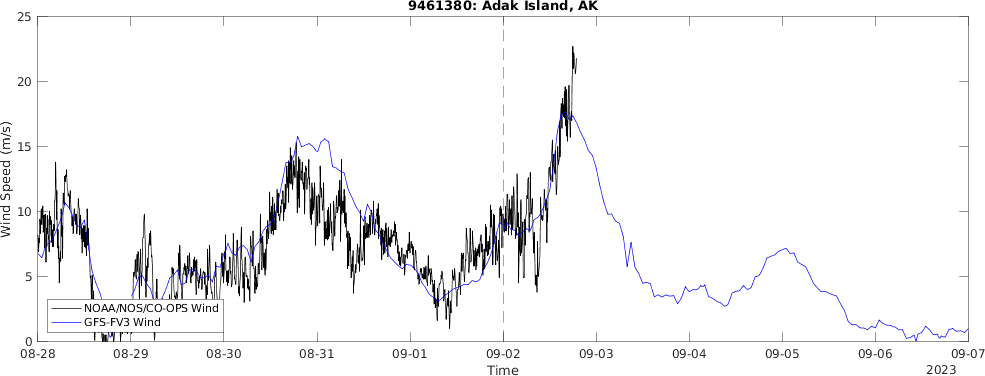 9461380: Adak Island, AK
25
20
15
10
5
0
Wind Speed (m/s)
NOAA/NOS/CO-OPS Wind
GFS-FV3 Wind
08-28 08-29 08-30 08-31 09-01 09-02 09-03 09-04 09-05 09-06 09-07
Time
2023